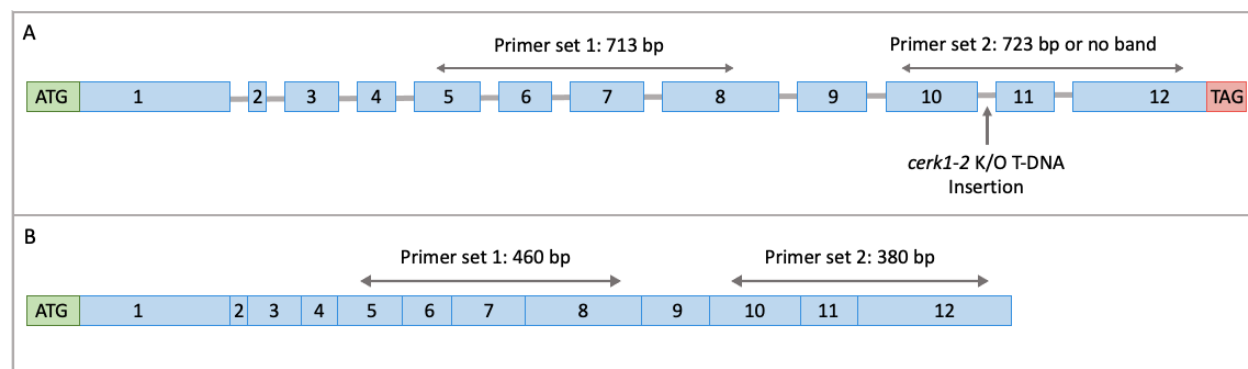 A
Primer set 1: 713 bp
Primer set 2: 723 bp or no band
ATG 1 2 3 4 5 6 7 8 9 10 11 12 TAG
cerk1-2 K/O T-DNA
Insertion
B
Primer set 1: 460 bp
Primer set 2: 380 bp
ATG 1 2 3 4 5 6 7 8 9 10 11 12